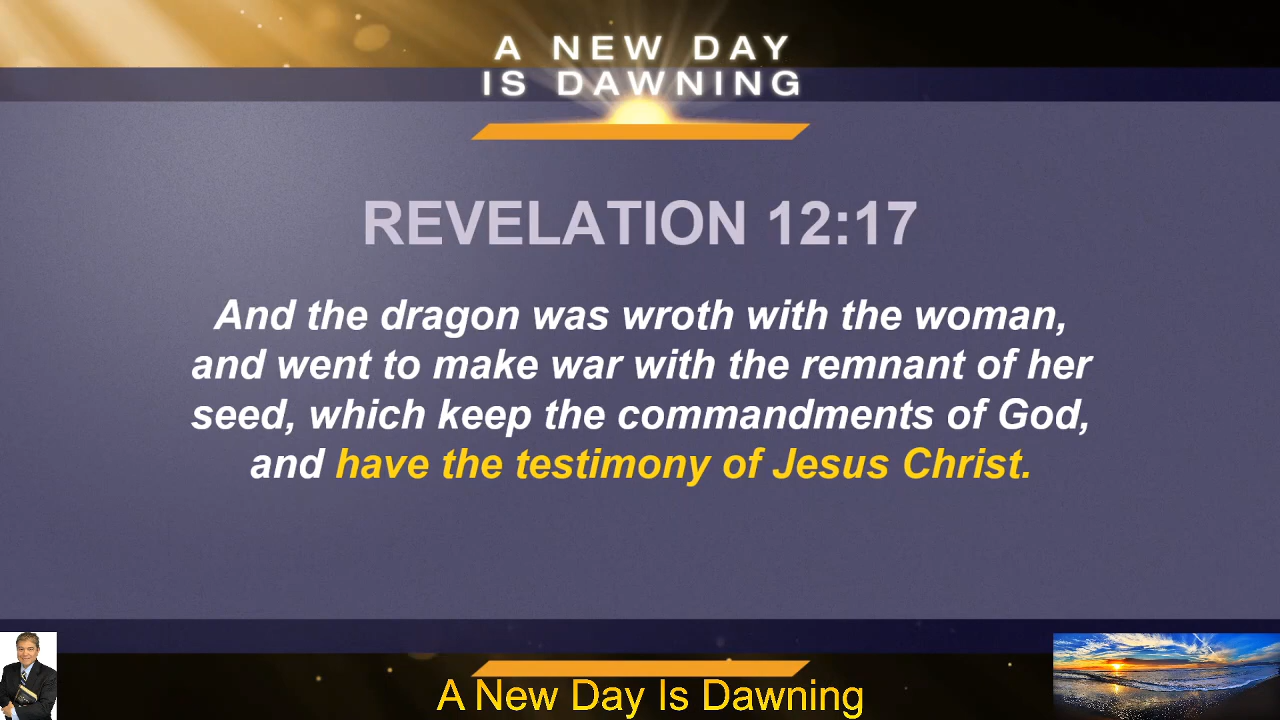 A NEW DAY
IS DAWNING
REVELATION 12:17
And the dragon was wroth with the woman,
and went to make war with the remnant of her
seed, which keep the commandments of God,
and have the testimony of Jesus Christ.
A New Day Is Dawning